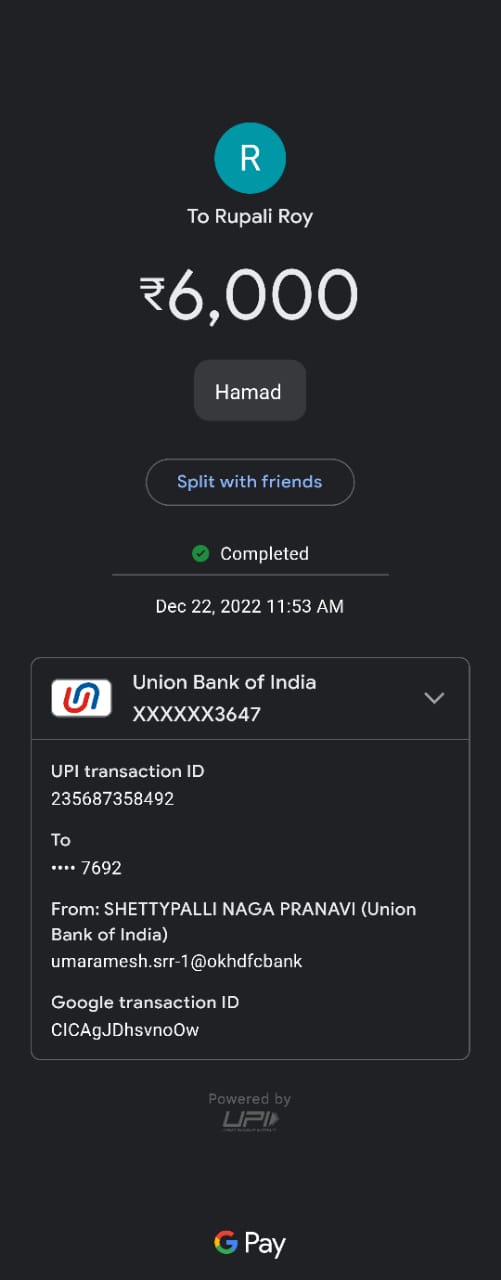 R
To Rupali Roy
₹6,000
Hamad
Split with friends
Completed
Dec 22, 2022 11:53 AM
Union Bank of India
XXXXXX3647
UPI transaction ID
235687358492
To
•••• 7692
From: SHETTYPALLI NAGA PRANAVI (Union
Bank of India)
umaramesh.srr-1@okhdfcbank
Google transaction ID
CICAgJDhsvnoOw
Powered by
UPI
G Pay